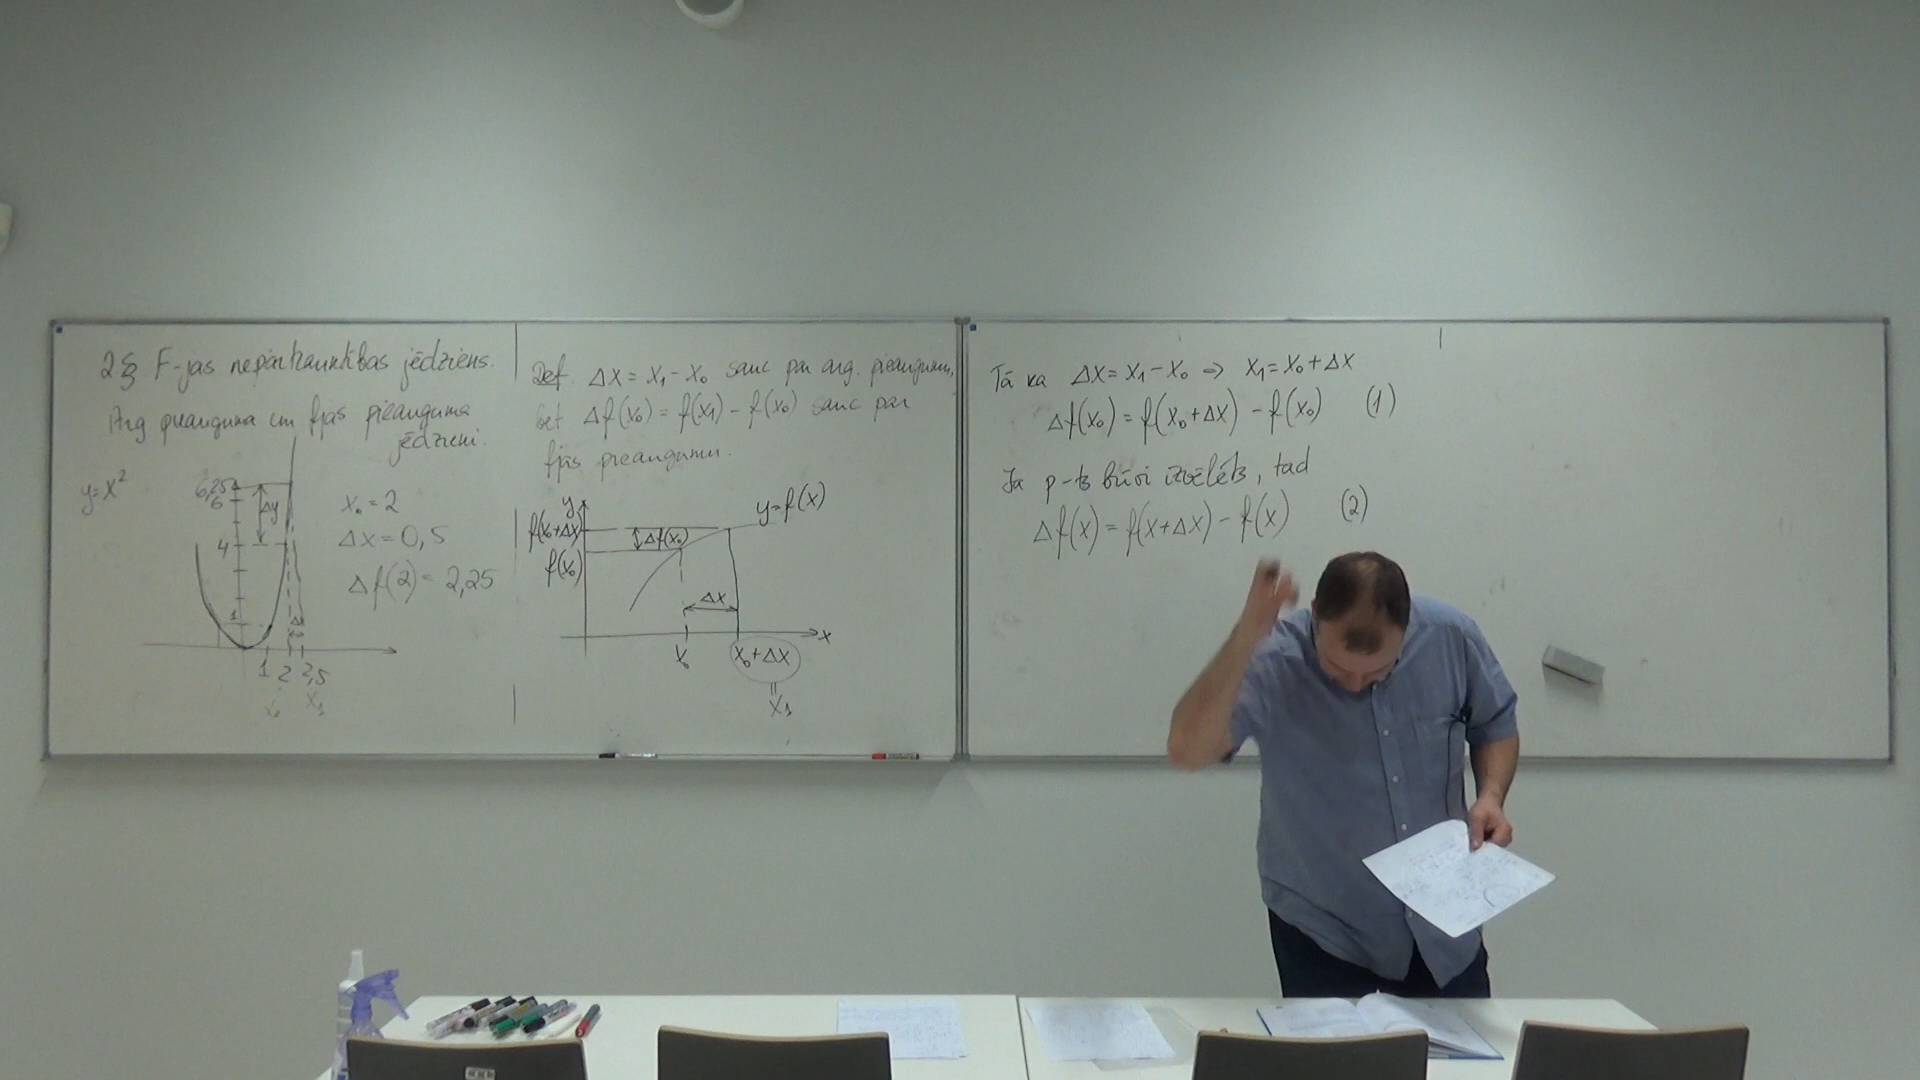 2§ F-jas nepārtrauktības jēdziens.
Arg pieauguma un fjas pieauguma
jēdzieni.
y=x²
6,25
6
Δy
4
1
1 2 2,5
x₀ x₁
x₀ = 2
Δx = 0,5
Δf(2) = 2,25
Def. Δx = x₁ - x₀ sauc par arg. pieaugumu,
bet Δf(x₀) = f(x₁) - f(x₀) sauc par
fjas pieaugumu.
y
y=f(x)
f(x₀+Δx)
Δf(x₀)
f(x₀)
Δx
x
x₀ x₀+Δx
=
x₁
Tā ka Δx = x₁ - x₀ ⇒ x₁ = x₀ + Δx
Δf(x₀) = f(x₀+Δx) - f(x₀) (1)
Ja p-ts brīvi izvēlēts, tad
Δf(x) = f(x+Δx) - f(x) (2)